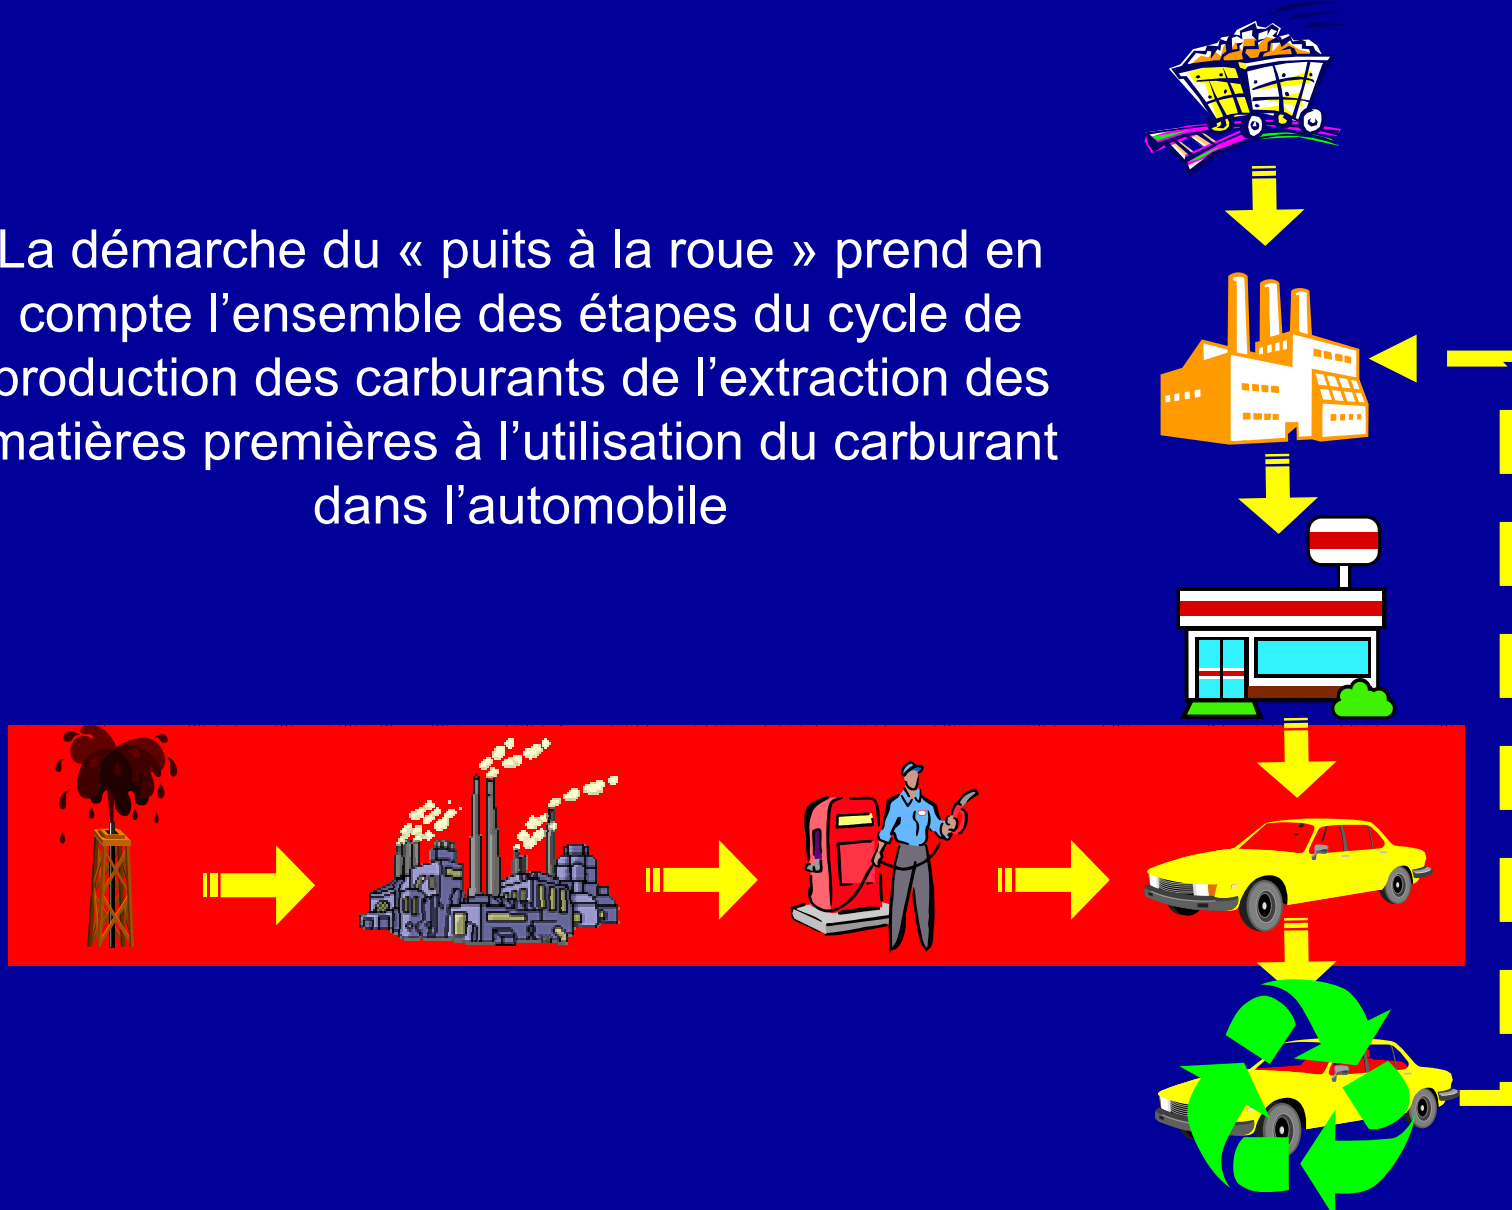 La démarche du « puits à la roue » prend en
compte l’ensemble des étapes du cycle de
production des carburants de l’extraction des
matières premières à l’utilisation du carburant
dans l’automobile